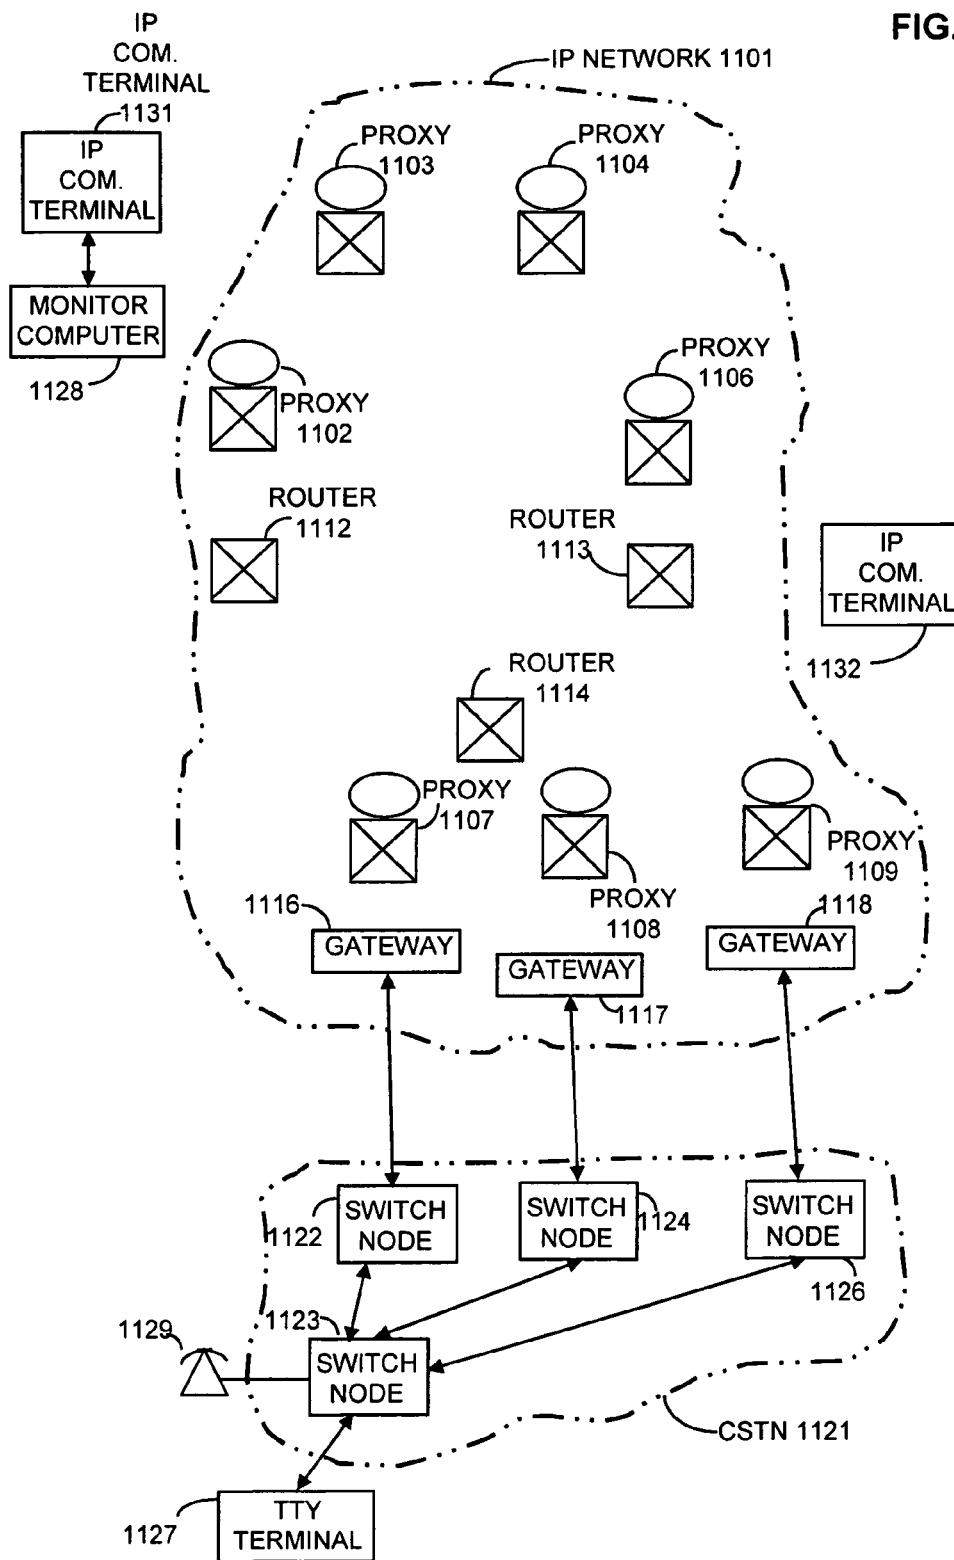 FIG.
IP
COM.
TERMINAL
1131
IP
COM.
TERMINAL
MONITOR
COMPUTER
1128
IP NETWORK 1101
PROXY
1103
PROXY
1104
PROXY
1102
PROXY
1106
ROUTER
1112
ROUTER
1113
IP
COM.
TERMINAL
1132
ROUTER
1114
PROXY
1107
PROXY
1108
PROXY
1109
1116
GATEWAY
GATEWAY
1117
1118
GATEWAY
1122
SWITCH
NODE
SWITCH
NODE
1124
SWITCH
NODE
1126
1123
SWITCH
NODE
1129
CSTN 1121
1127
TTY
TERMINAL